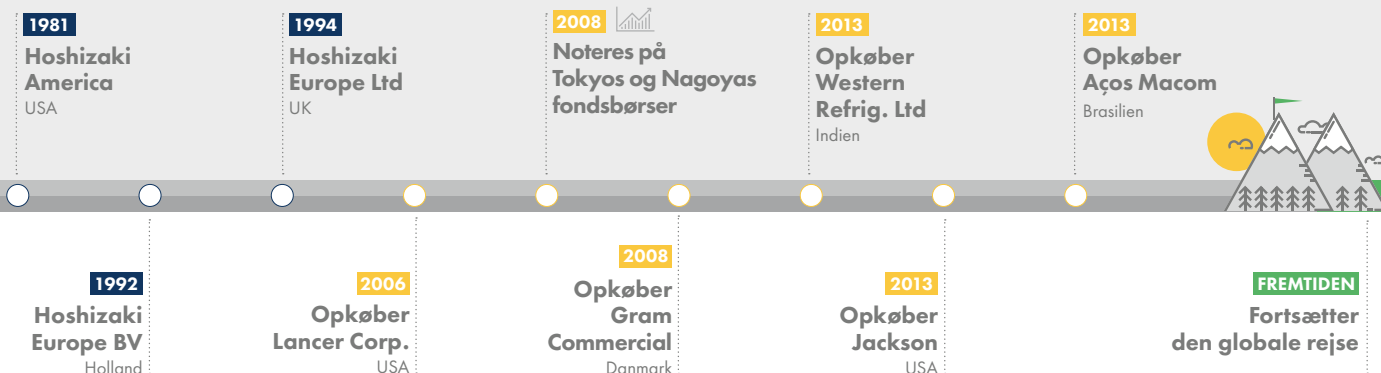 1981
Hoshizaki
America
USA
1994
Hoshizaki
Europe Ltd
UK
2008
Noteres på
Tokyos og Nagoyas
fondsbørser
2013
Opkøber
Western
Refrig. Ltd
Indien
2013
Opkøber
Aços Macom
Brasilien
1992
Hoshizaki
Europe BV
Holland
2006
Opkøber
Lancer Corp.
USA
2008
Opkøber
Gram
Commercial
Danmark
2013
Opkøber
Jackson
USA
FREMTIDEN
Fortsætter
den globale rejse